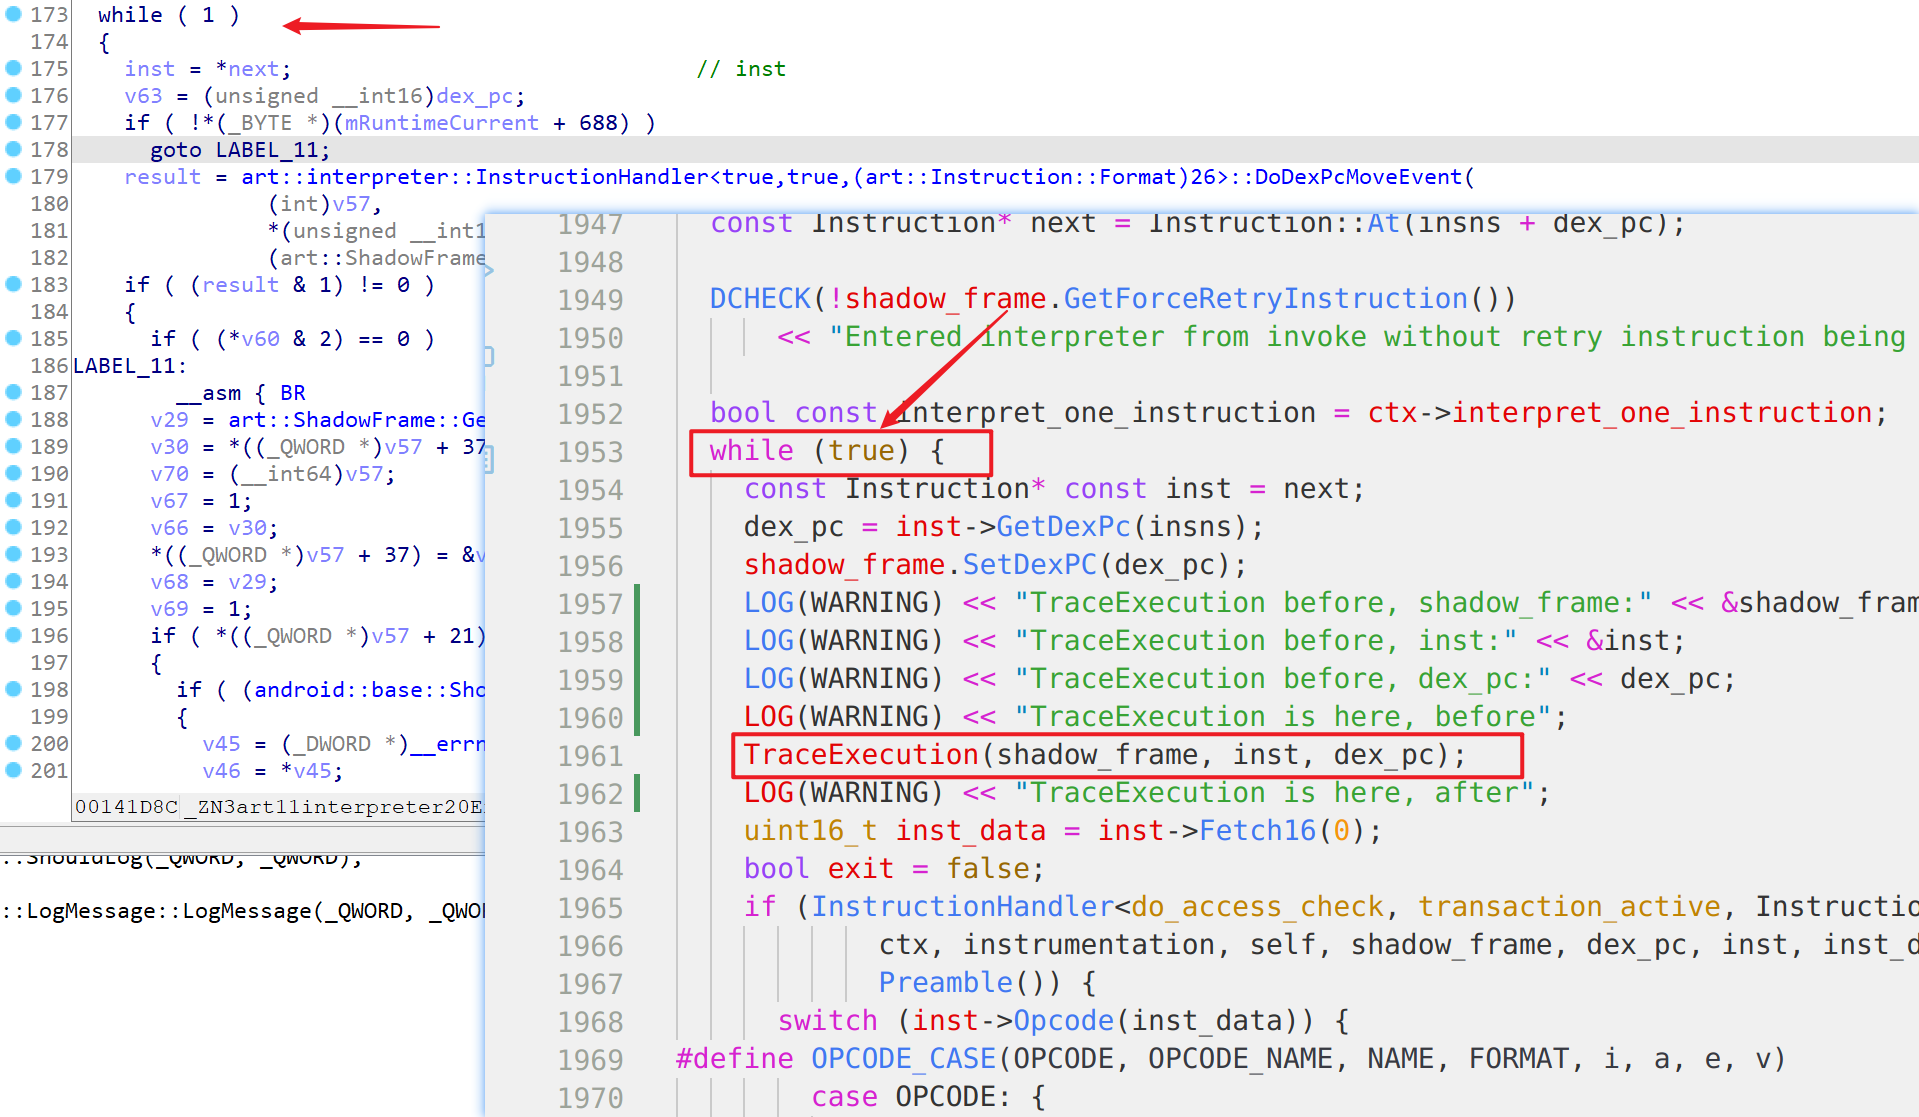 173 while ( 1 )
174 {
175 inst = *next; // inst
176 v63 = (unsigned __int16)dex_pc;
177 if ( !*(_BYTE *)(mRuntimeCurrent + 688) )
178 goto LABEL_11;
179 result = art::interpreter::InstructionHandler<true,true,(art::Instruction::Format)26>::DoDexPcMoveEvent(
180 (int)v57,
181 *(unsigned __int1
182 (art::ShadowFrame
183 if ( (result & 1) != 0 )
184 {
185 if ( (*v60 & 2) == 0 )
186 LABEL_11:
187 __asm { BR
188 v29 = art::ShadowFrame::Ge
189 v30 = *((_QWORD *)v57 + 37
190 v70 = (__int64)v57;
191 v67 = 1;
192 v66 = v30;
193 *((_QWORD *)v57 + 37) = &v
194 v68 = v29;
195 v69 = 1;
196 if ( *((_QWORD *)v57 + 21)
197 {
198 if ( (android::base::Sho
199 {
200 v45 = (_DWORD *)__errn
201 v46 = *v45;
00141D8C _ZN3art11interpreter20E
::ShouldLog(_QWORD, _QWORD);
::LogMessage::LogMessage(_QWORD, _QWO
1947 const Instruction* next = Instruction::At(insns + dex_pc);
1948
1949 DCHECK(!shadow_frame.GetForceRetryInstruction())
1950 << "Entered interpreter from invoke without retry instruction being
1951
1952 bool const interpret_one_instruction = ctx->interpret_one_instruction;
1953 while (true) {
1954 const Instruction* const inst = next;
1955 dex_pc = inst->GetDexPc(insns);
1956 shadow_frame.SetDexPC(dex_pc);
1957 LOG(WARNING) << "TraceExecution before, shadow_frame:" << &shadow_fram
1958 LOG(WARNING) << "TraceExecution before, inst:" << &inst;
1959 LOG(WARNING) << "TraceExecution before, dex_pc:" << dex_pc;
1960 LOG(WARNING) << "TraceExecution is here, before";
1961 TraceExecution(shadow_frame, inst, dex_pc);
1962 LOG(WARNING) << "TraceExecution is here, after";
1963 uint16_t inst_data = inst->Fetch16(0);
1964 bool exit = false;
1965 if (InstructionHandler<do_access_check, transaction_active, Instructio
1966 ctx, instrumentation, self, shadow_frame, dex_pc, inst, inst_d
1967 Preamble()) {
1968 switch (inst->Opcode(inst_data)) {
1969 #define OPCODE_CASE(OPCODE, OPCODE_NAME, NAME, FORMAT, i, a, e, v)
1970 case OPCODE: {